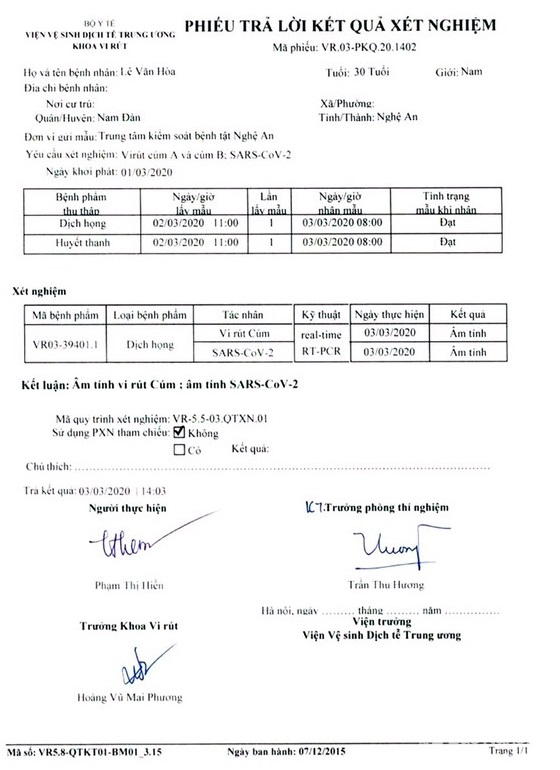 BỘ Y TẾ
VIỆN VỆ SINH DỊCH TẾ TRUNG ƯƠNG
KHOA VI RÚT
PHIẾU TRẢ LỜI KẾT QUẢ XÉT NGHIỆM
Mã phiếu: VR.03-PKQ.20.1402
Họ và tên bệnh nhân: Lê Văn Hòa Tuổi: 30 Tuổi Giới: Nam
Địa chỉ bệnh nhân:
Nơi cư trú: Xã/Phường:
Quận/Huyện: Nam Đàn Tỉnh/Thành: Nghệ An
Đơn vị gửi mẫu: Trung tâm kiểm soát bệnh tật Nghệ An
Yêu cầu xét nghiệm: Virút cúm A và cúm B; SARS-CoV-2
Ngày khởi phát: 01/03/2020
Bệnh phẩm thu thập Ngày/giờ lấy mẫu Lần lấy mẫu Ngày/giờ nhận mẫu Tình trạng mẫu khi nhận
Dịch họng 02/03/2020 11:00 1 03/03/2020 08:00 Đạt
Huyết thanh 02/03/2020 11:00 1 03/03/2020 08:00 Đạt
Xét nghiệm
Mã bệnh phẩm Loại bệnh phẩm Tác nhân Kỹ thuật Ngày thực hiện Kết quả
VR03-39401.1 Dịch họng Vi rút Cúm real-time RT-PCR 03/03/2020 Âm tính
SARS-CoV-2 03/03/2020 Âm tính
Kết luận: Âm tính vi rút Cúm ; âm tính SARS-CoV-2
Mã quy trình xét nghiệm: VR-5.5-03.QTXN.01
Sử dụng PXN tham chiếu: ☑ Không
☐ Có Kết quả:
Chú thích: ........................................................
Trả kết quả: 03/03/2020 | 14:03
Người thực hiện KT.Trưởng phòng thí nghiệm
Phạm Thị Hiền Trần Thu Hương
Hà nội, ngày ......... tháng ......... năm ............
Trưởng Khoa Vi rút Viện trưởng
Viện Vệ sinh Dịch tễ Trung ương
Hoàng Vũ Mai Phương
Mã số: VR5.8-QTKT01-BM01_3.15 Ngày ban hành: 07/12/2015 Trang 1/1